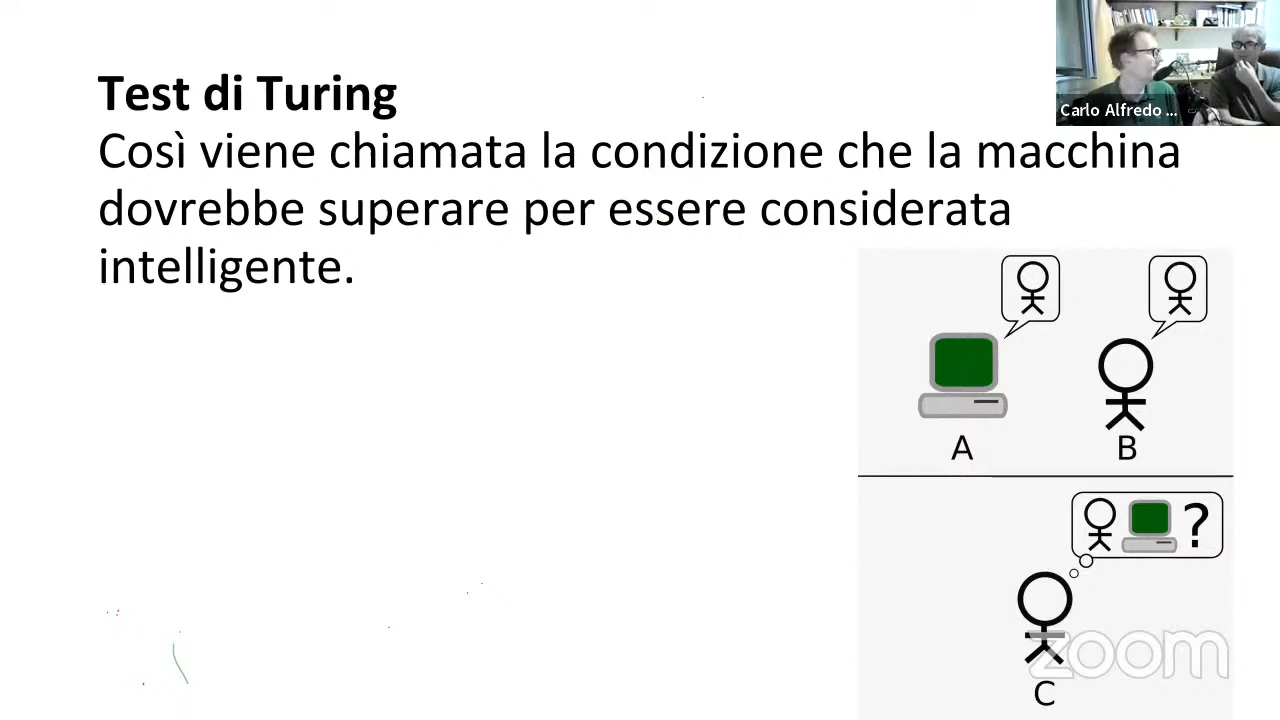 Test di Turing
Carlo Alfredo ...
Così viene chiamata la condizione che la macchina
dovrebbe superare per essere considerata
intelligente.
A
B
?
C
zoom